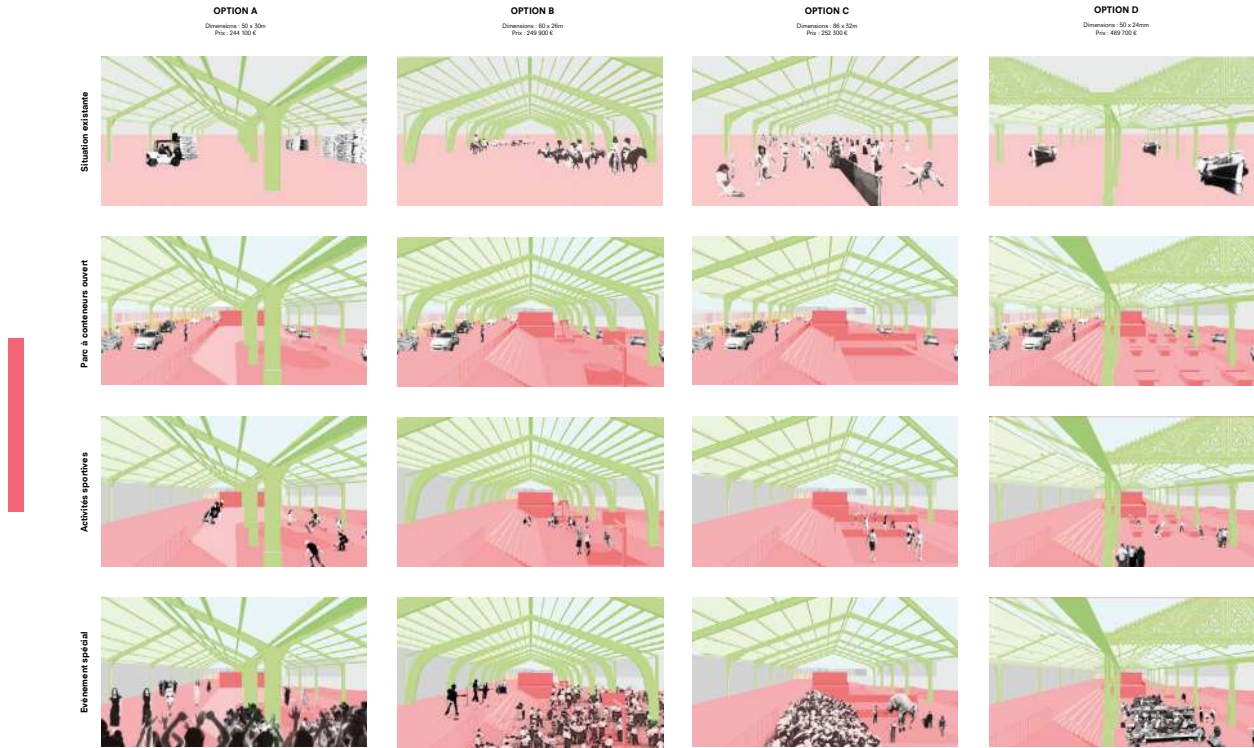 OPTION A
Dimensions : 50 x 30m
Prix : 244 100 €
OPTION B
Dimensions : 60 x 26m
Prix : 249 900 €
OPTION C
Dimensions : 86 x 32m
Prix : 252 300 €
OPTION D
Dimensions : 50 x 24mm
Prix : 489 700 €
Situation existante
Parc à conteneurs ouvert
Activités sportives
Evènement spécial